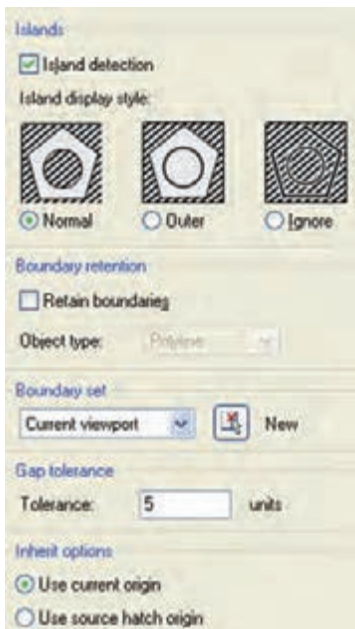 Islands
Island detection
Island display style:
Normal Outer Ignore
Boundary retention
Retain boundaries
Object type: Polyline
Boundary set
Current viewport New
Gap tolerance
Tolerance: 5 units
Inherit options
Use current origin
Use source hatch origin